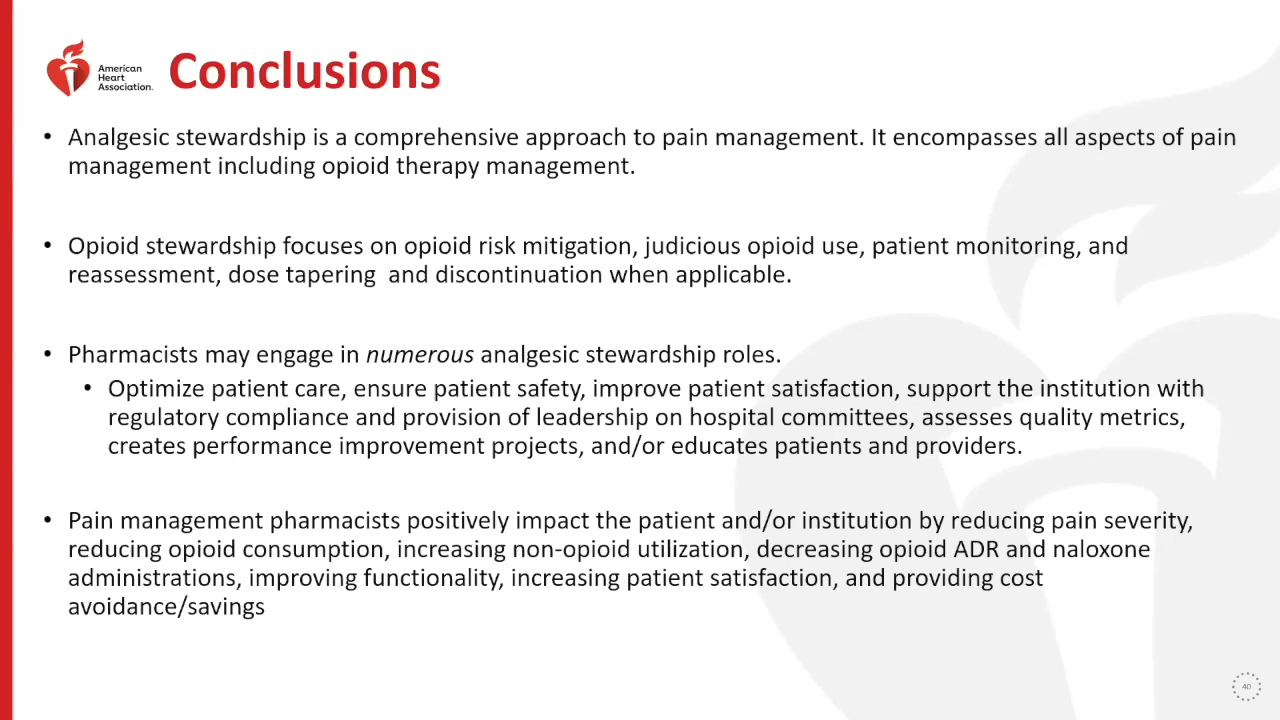 American
Heart
Association.
Conclusions
• Analgesic stewardship is a comprehensive approach to pain management. It encompasses all aspects of pain
management including opioid therapy management.
• Opioid stewardship focuses on opioid risk mitigation, judicious opioid use, patient monitoring, and
reassessment, dose tapering  and discontinuation when applicable.
• Pharmacists may engage in numerous analgesic stewardship roles.
• Optimize patient care, ensure patient safety, improve patient satisfaction, support the institution with
regulatory compliance and provision of leadership on hospital committees, assesses quality metrics,
creates performance improvement projects, and/or educates patients and providers.
• Pain management pharmacists positively impact the patient and/or institution by reducing pain severity,
reducing opioid consumption, increasing non-opioid utilization, decreasing opioid ADR and naloxone
administrations, improving functionality, increasing patient satisfaction, and providing cost
avoidance/savings
40